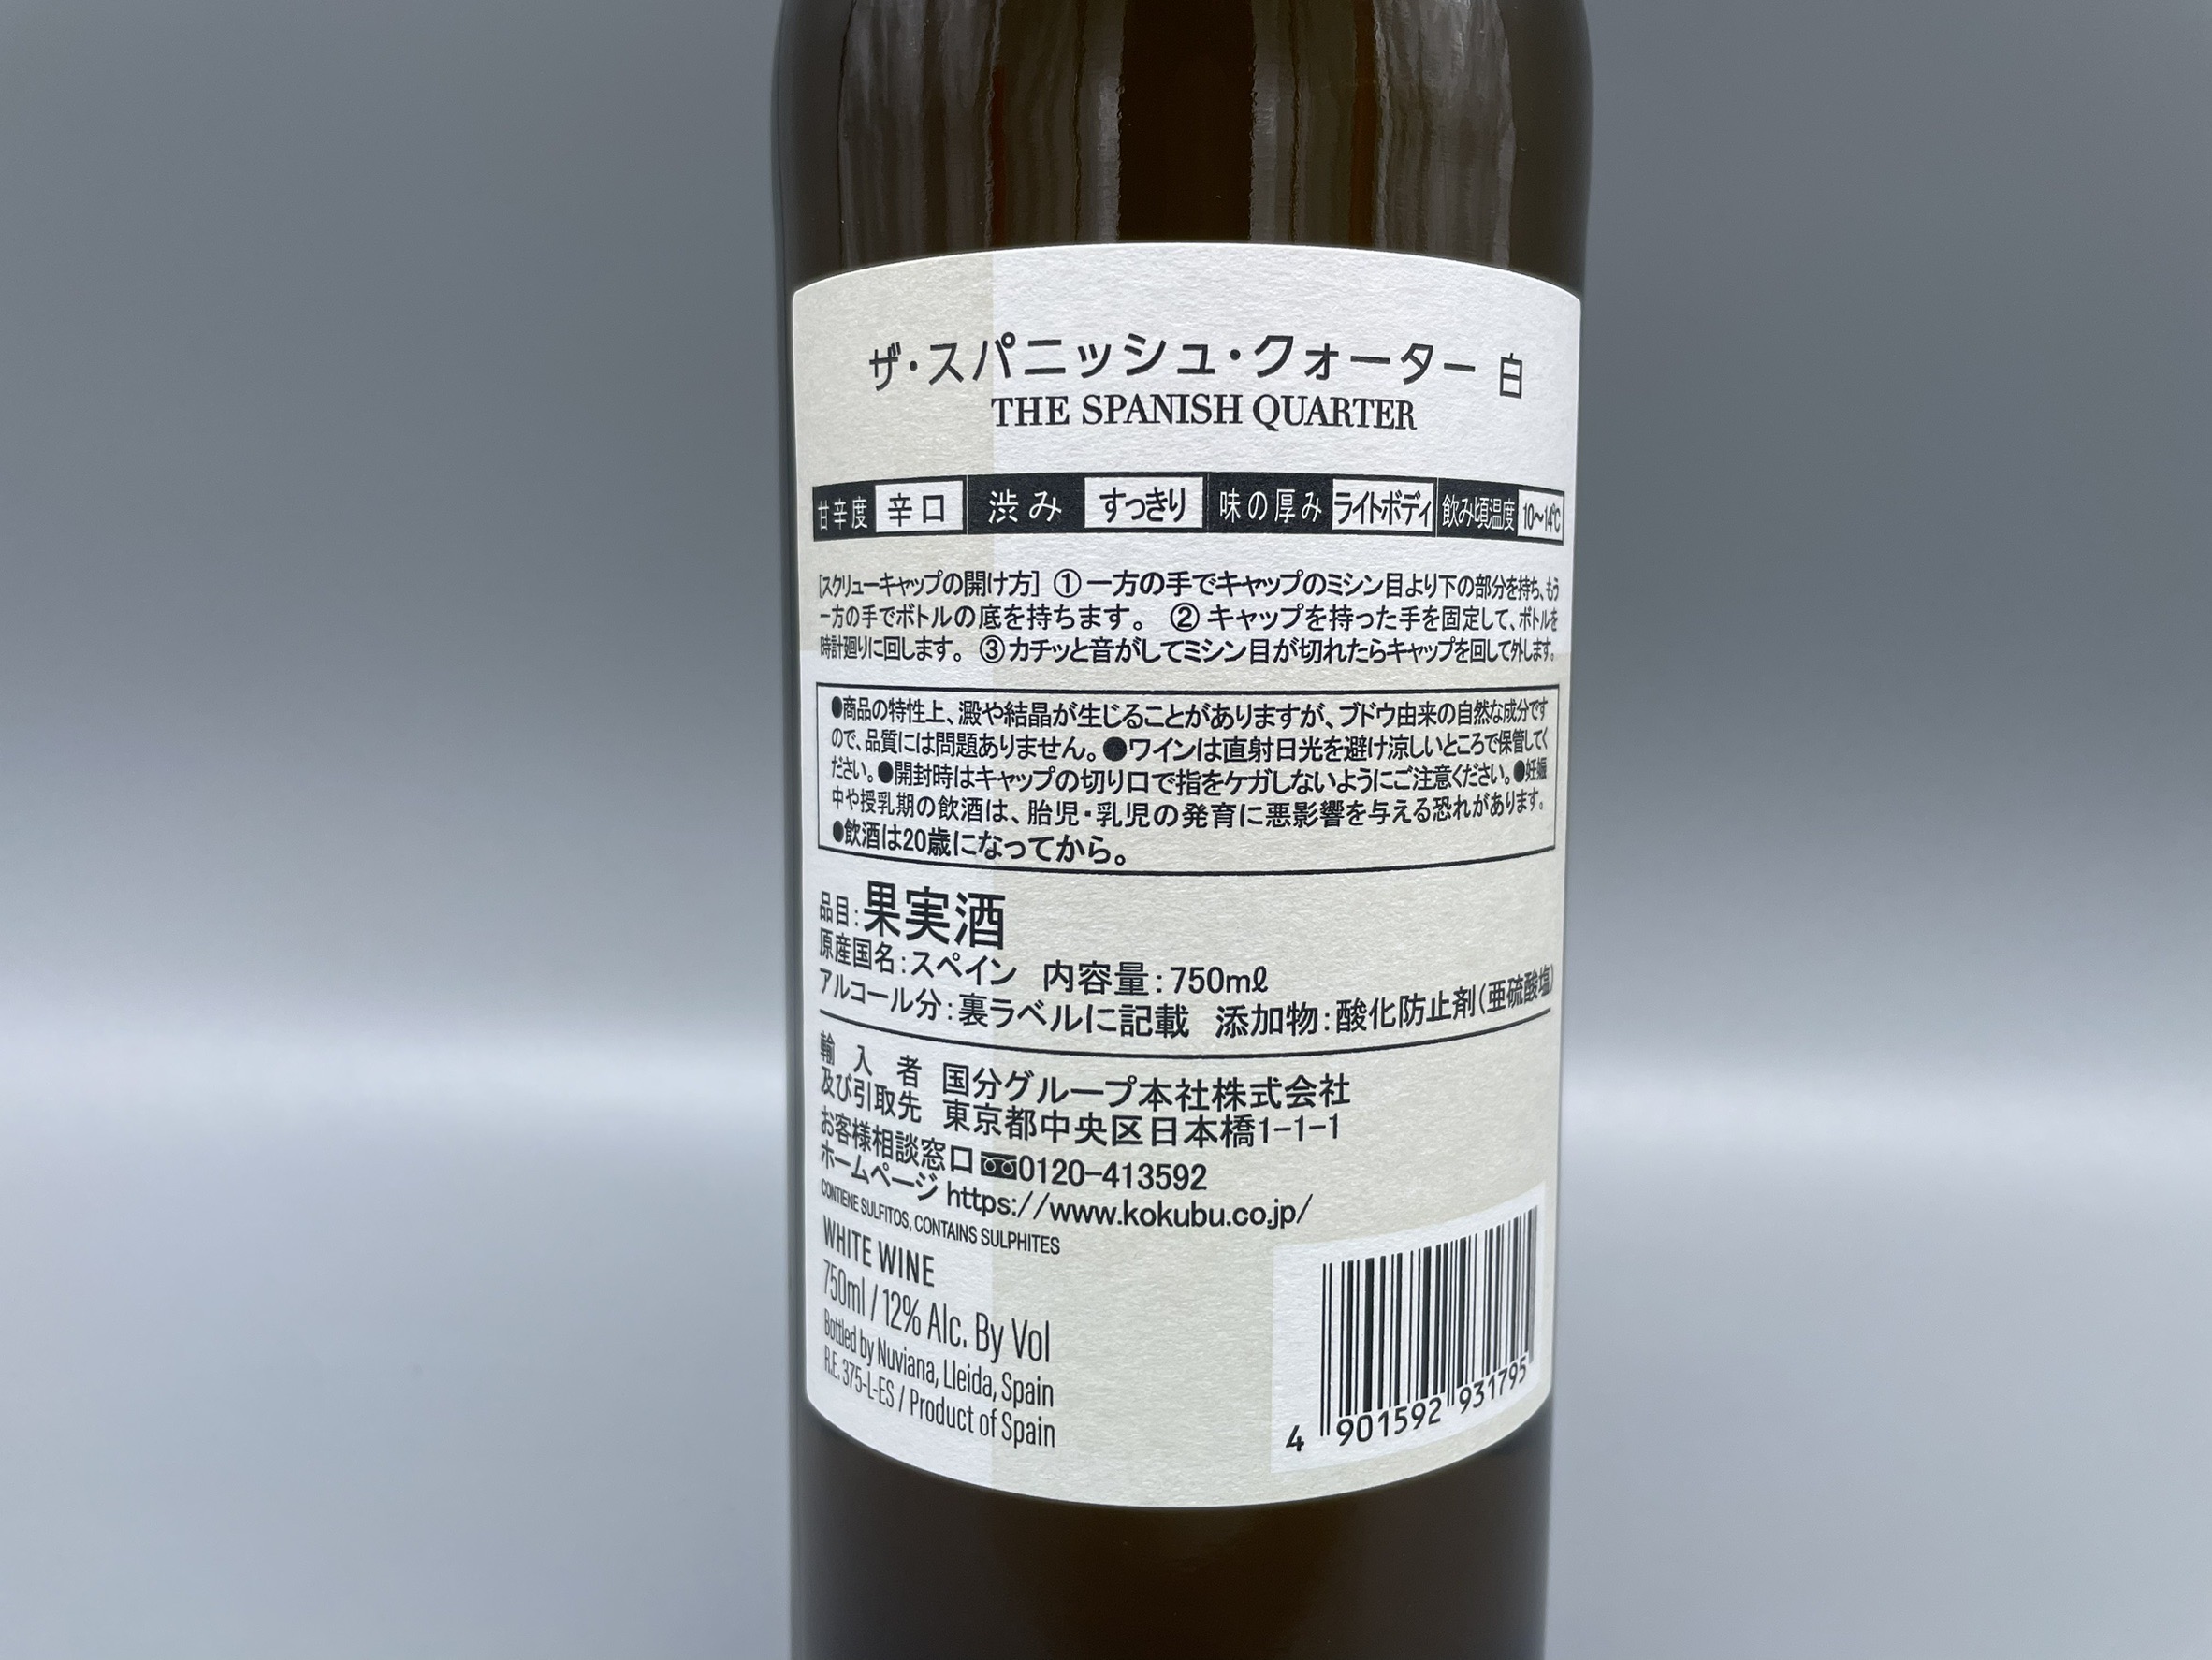 ザ・スパニッシュ・クォーター 白
THE SPANISH QUARTER
甘辛度 辛口 渋み すっきり 味の厚み ライトボディ 飲み頃温度 10～14℃
[スクリューキャップの開け方] ① 一方の手でキャップのミシン目より下の部分を持ち、もう
一方の手でボトルの底を持ちます。 ② キャップを持った手を固定して、ボトルを
時計廻りに回します。 ③ カチッと音がしてミシン目が切れたらキャップを回して外します。
●商品の特性上、澱や結晶が生じることがありますが、ブドウ由来の自然な成分です
ので、品質には問題ありません。●ワインは直射日光を避け涼しいところで保管してく
ださい。●開封時はキャップの切り口で指をケガしないようにご注意ください。●妊娠
中や授乳期の飲酒は、胎児・乳児の発育に悪影響を与える恐れがあります。
●飲酒は20歳になってから。
品目：果実酒
原産国名：スペイン 内容量：750mℓ
アルコール分：裏ラベルに記載 添加物：酸化防止剤（亜硫酸塩）
輸入者 国分グループ本社株式会社
及び引取先 東京都中央区日本橋1-1-1
お客様相談窓口 0120-413592
ホームページ https://www.kokubu.co.jp/
CONTIENE SULFITOS, CONTAINS SULPHITES
WHITE WINE
750ml / 12% Alc. By Vol
Bottled by Nuviana, Lleida, Spain
R.E. 375-L-ES / Product of Spain
4 901592 931795